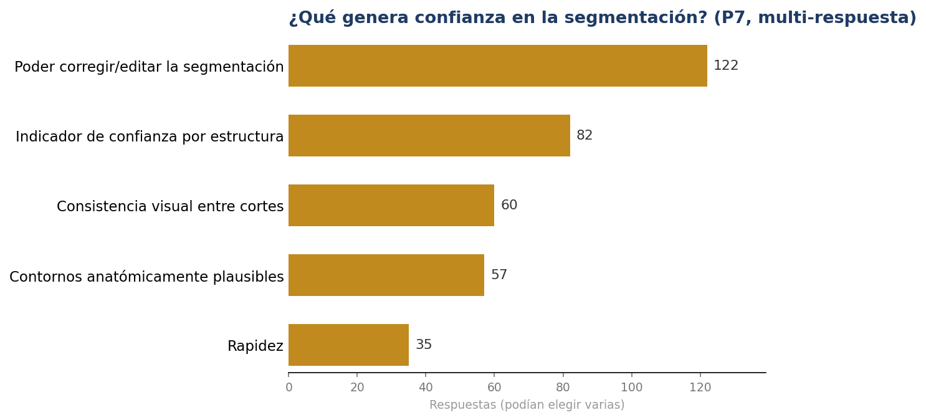 ¿Qué genera confianza en la segmentación? (P7, multi-respuesta)
Poder corregir/editar la segmentación 122
Indicador de confianza por estructura 82
Consistencia visual entre cortes 60
Contornos anatómicamente plausibles 57
Rapidez 35
0 20 40 60 80 100 120
Respuestas (podían elegir varias)